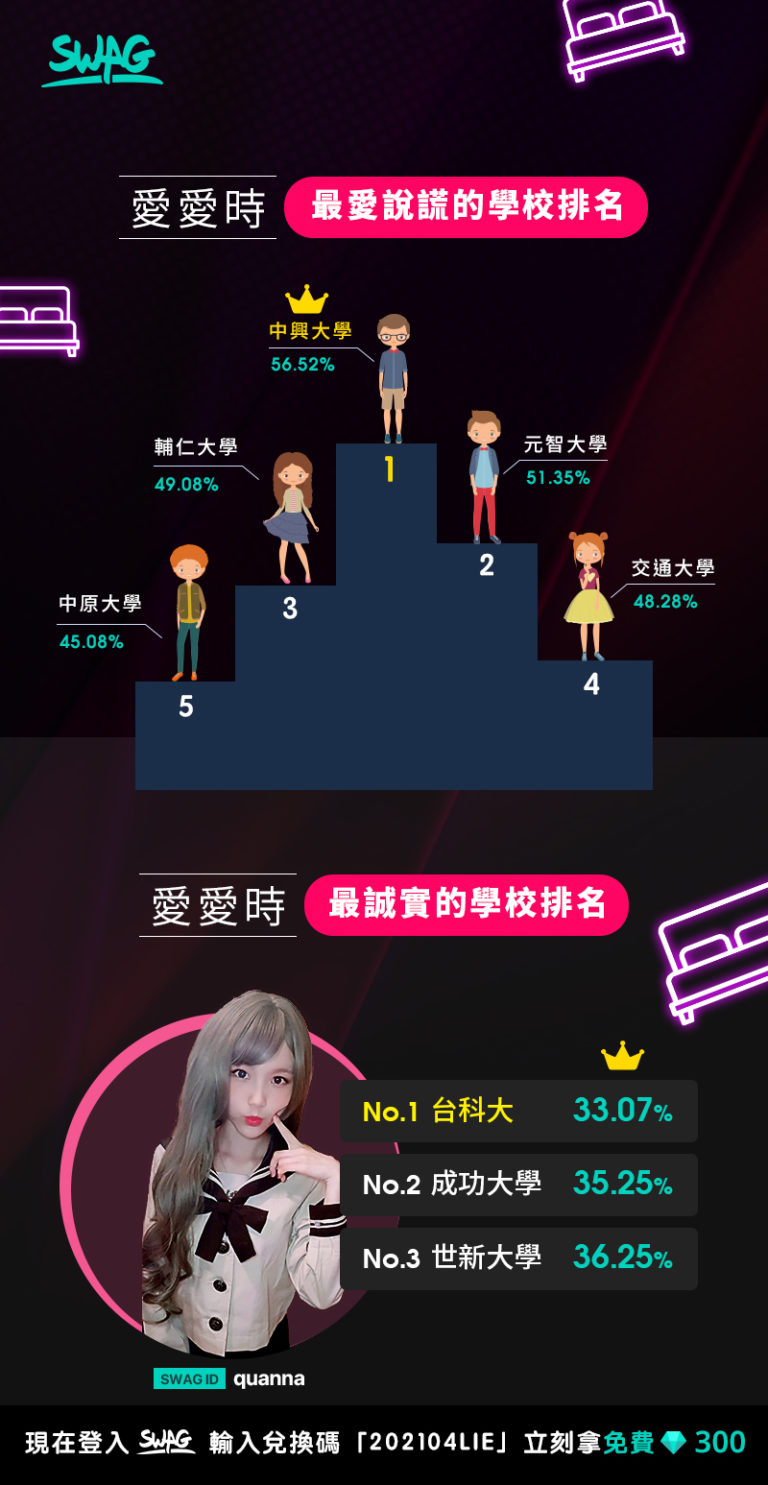 SWAG
愛愛時 最愛說謊的學校排名
中興大學
56.52%
1
元智大學
51.35%
2
輔仁大學
49.08%
3
交通大學
48.28%
4
中原大學
45.08%
5
愛愛時 最誠實的學校排名
No.1 台科大 33.07%
No.2 成功大學 35.25%
No.3 世新大學 36.25%
SWAG ID quanna
現在登入 SWAG 輸入兌換碼「202104LIE」立刻拿免費 300